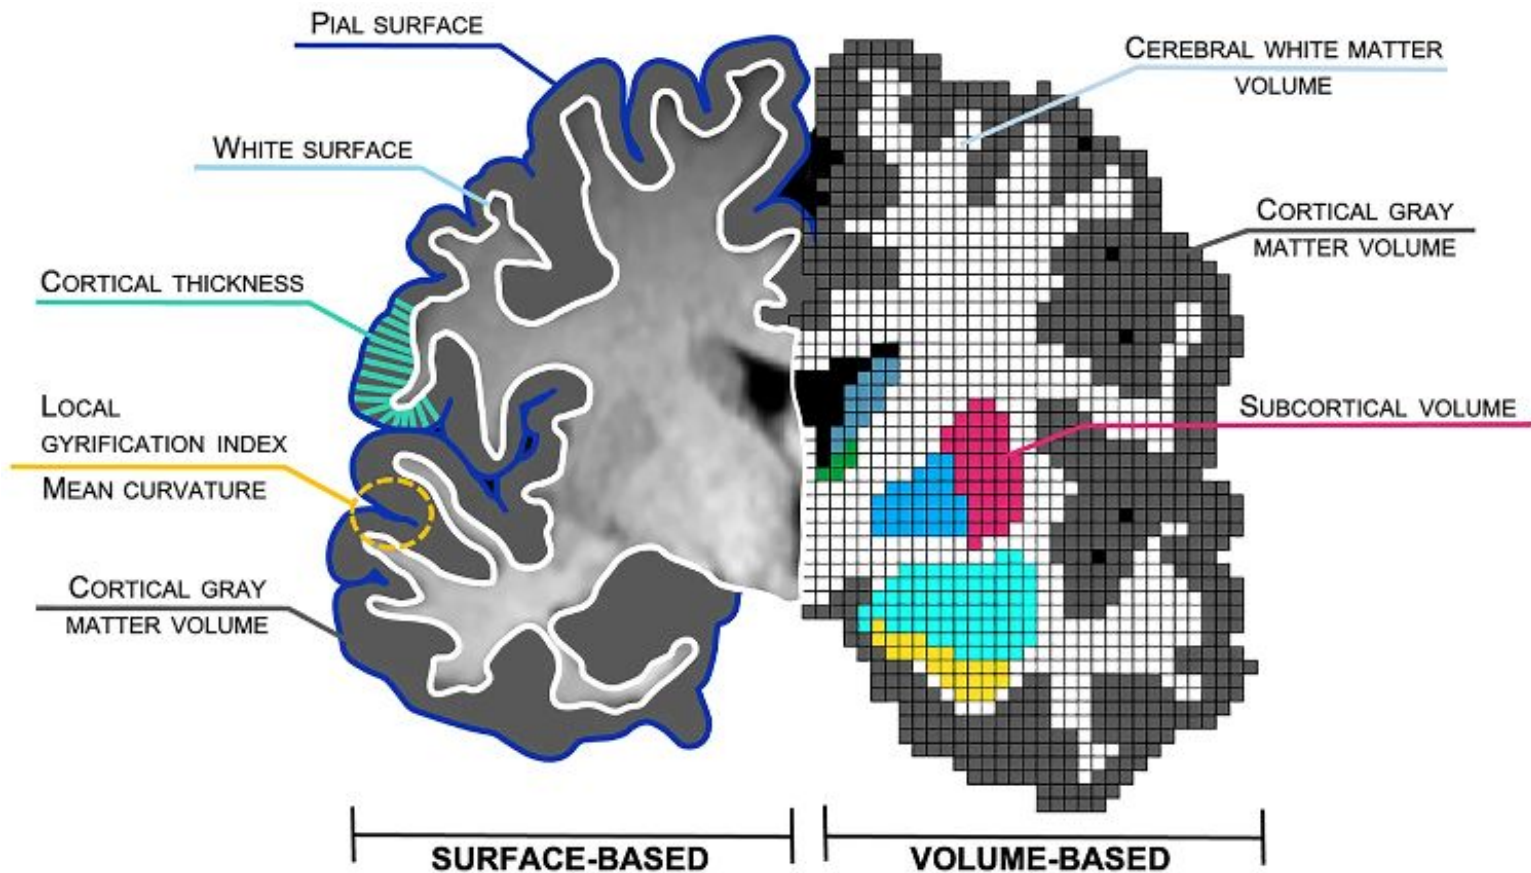 PIAL SURFACE
WHITE SURFACE
CORTICAL THICKNESS
LOCAL
GYRIFICATION INDEX
MEAN CURVATURE
CORTICAL GRAY
MATTER VOLUME
CEREBRAL WHITE MATTER
VOLUME
CORTICAL GRAY
MATTER VOLUME
SUBCORTICAL VOLUME
SURFACE-BASED
VOLUME-BASED